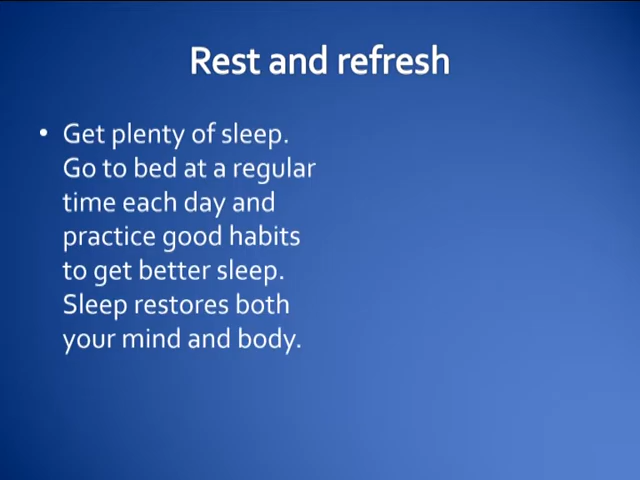 Rest and refresh
• Get plenty of sleep.
Go to bed at a regular
time each day and
practice good habits
to get better sleep.
Sleep restores both
your mind and body.